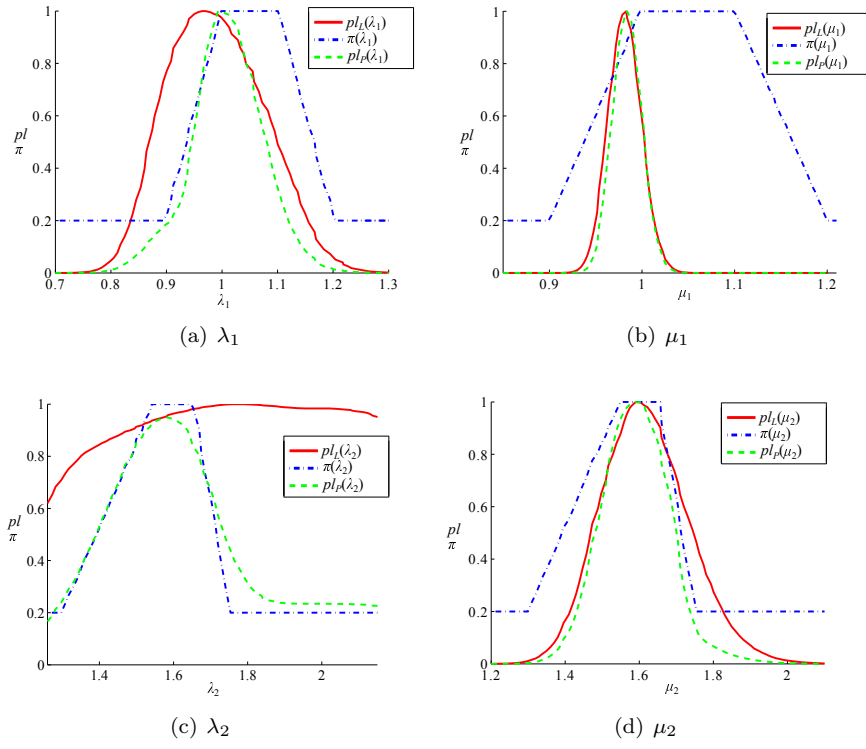 pl_L(λ_1)
π(λ_1)
pl_P(λ_1)
1
0.8
0.6
0.4
0.2
0
pl
π
0.7 0.8 0.9 1 1.1 1.2 1.3
λ_1
(a) λ_1
pl_L(μ_1)
π(μ_1)
pl_P(μ_1)
1
0.8
0.6
0.4
0.2
0
pl
π
0.9 1 1.1 1.2
μ_1
(b) μ_1
pl_L(λ_2)
π(λ_2)
pl_P(λ_2)
1
0.8
0.6
0.4
0.2
0
pl
π
1.4 1.6 1.8 2
λ_2
(c) λ_2
pl_L(μ_2)
π(μ_2)
pl_P(μ_2)
1
0.8
0.6
0.4
0.2
0
pl
π
1.2 1.4 1.6 1.8 2
μ_2
(d) μ_2